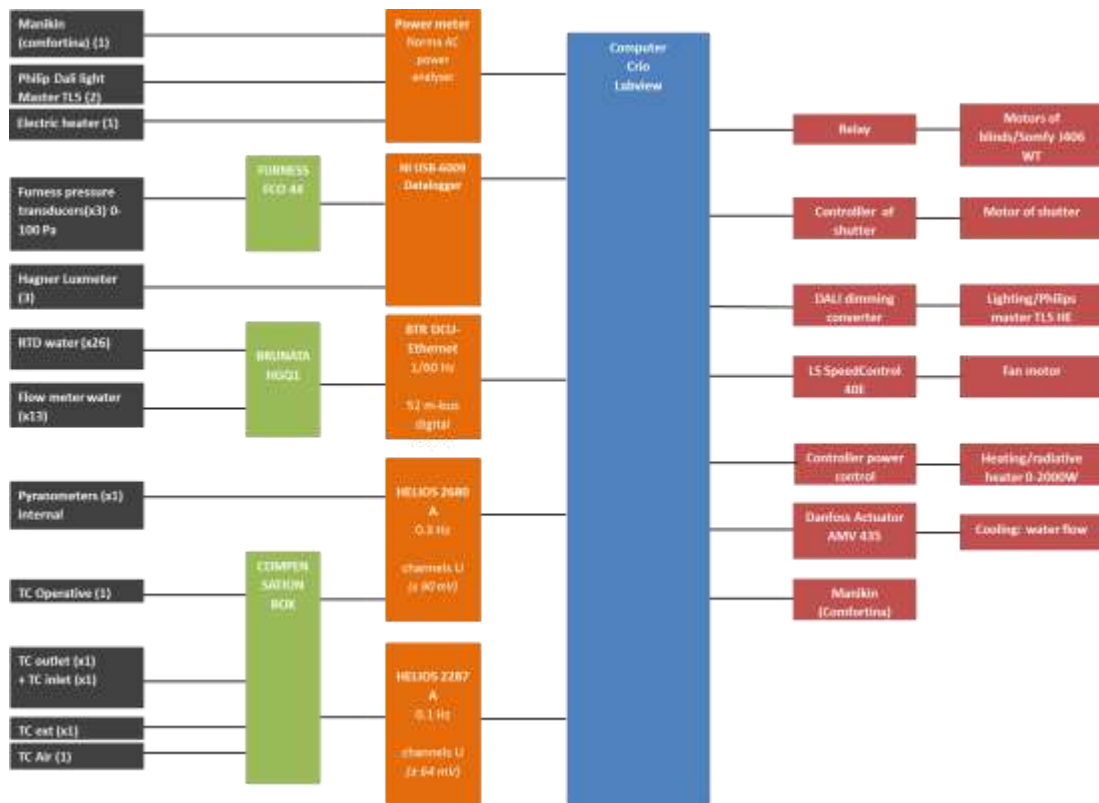 Manikin
(comfortina) (1)
Philip Dali light
Master TL5 (2)
Electric heater (1)
Furness pressure
transducers(x3) 0-
100 Pa
Hagner Luxmeter
(3)
RTD water (x26)
Flow meter water
(x13)
Pyranometers (x1)
internal
TC Operative (1)
TC outlet (x1)
+ TC inlet (x1)
TC ext (x1)
TC Air (1)
FURNESS
FCO 44
BRUNATA
HGQ1
COMPEN
SATION
BOX
Power meter
Norma AC
power
analyser
NI USB-6009
Datalogger
BTR DCU-
Ethernet
1/60 Hz
52 m-bus
digital
HELIOS 2680
A
0.3 Hz
channels U
(± 90 mV)
HELIOS 2287
A
0.1 Hz
channels U
(± 64 mV)
Computer
Crio
Labview
Relay
Motors of
blinds/Somfy J406
WT
Controller of
shutter
Motor of shutter
DALI dimming
converter
Lighting/Philips
master TL5 HE
LS SpeedControl
40E
Fan motor
Controller power
control
Heating/radiative
heater 0-2000W
Danfoss Actuator
AMV 435
Cooling: water flow
Manikin
(Comfortina)